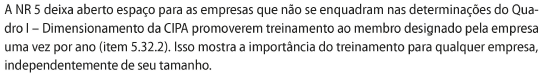 A NR 5 deixa aberto espaço para as empresas que não se enquadram nas determinações do Qua-
dro I – Dimensionamento da CIPA promoverem treinamento ao membro designado pela empresa
uma vez por ano (item 5.32.2). Isso mostra a importância do treinamento para qualquer empresa,
independentemente de seu tamanho.